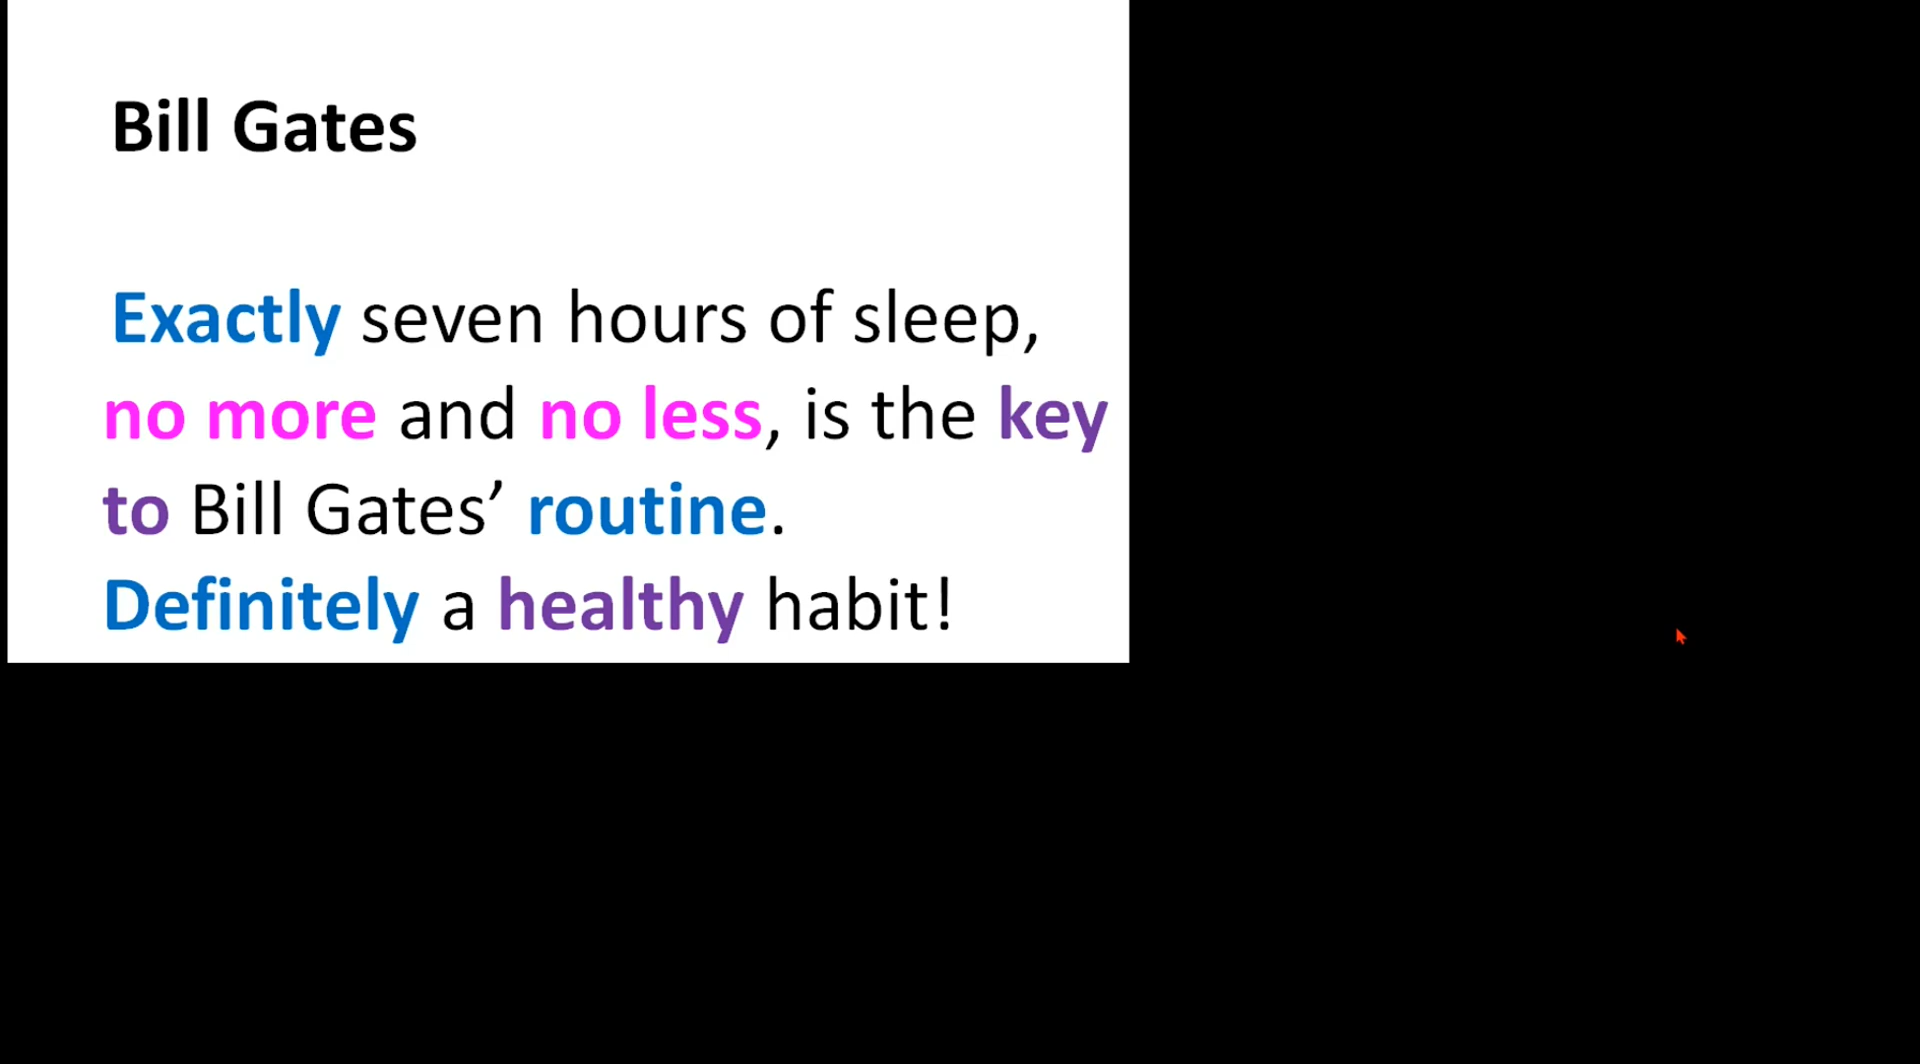 Bill Gates
Exactly seven hours of sleep,
no more and no less, is the key
to Bill Gates’ routine.
Definitely a healthy habit!